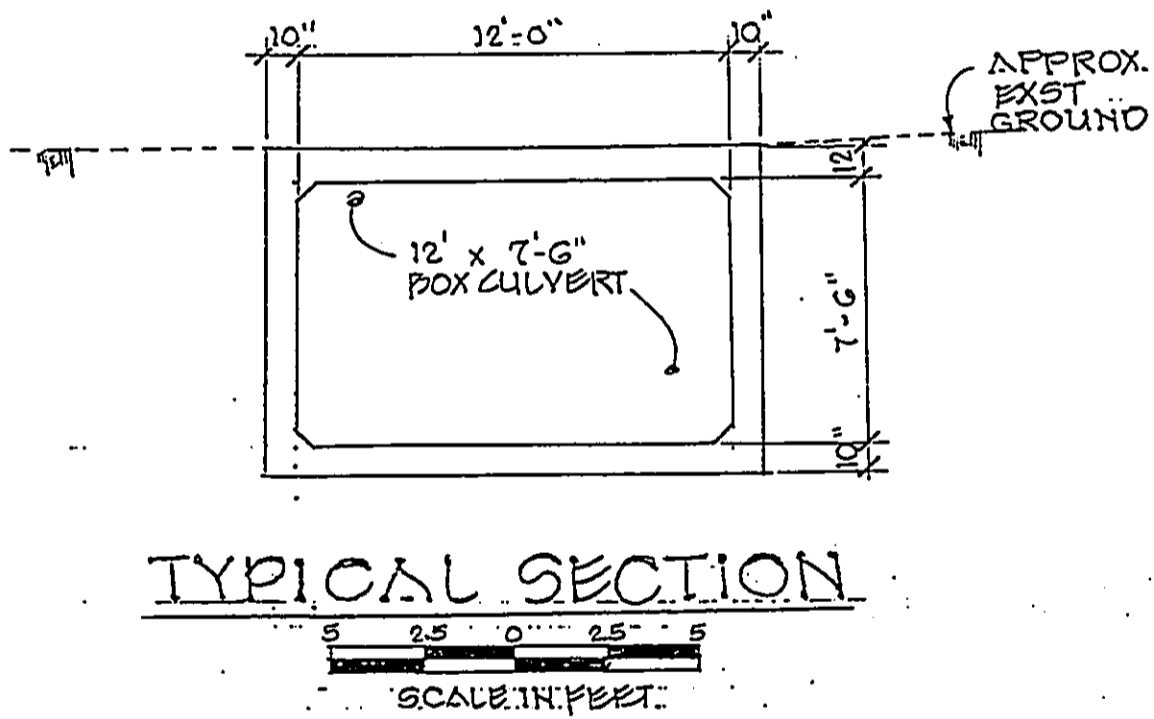 10" 12'-0" 10"
APPROX.
EXST
GROUND
12
12' x 7'-6"
BOX CULVERT
7'-6"
10"
TYPICAL SECTION
5 2.5 0 2.5 5
SCALE IN FEET